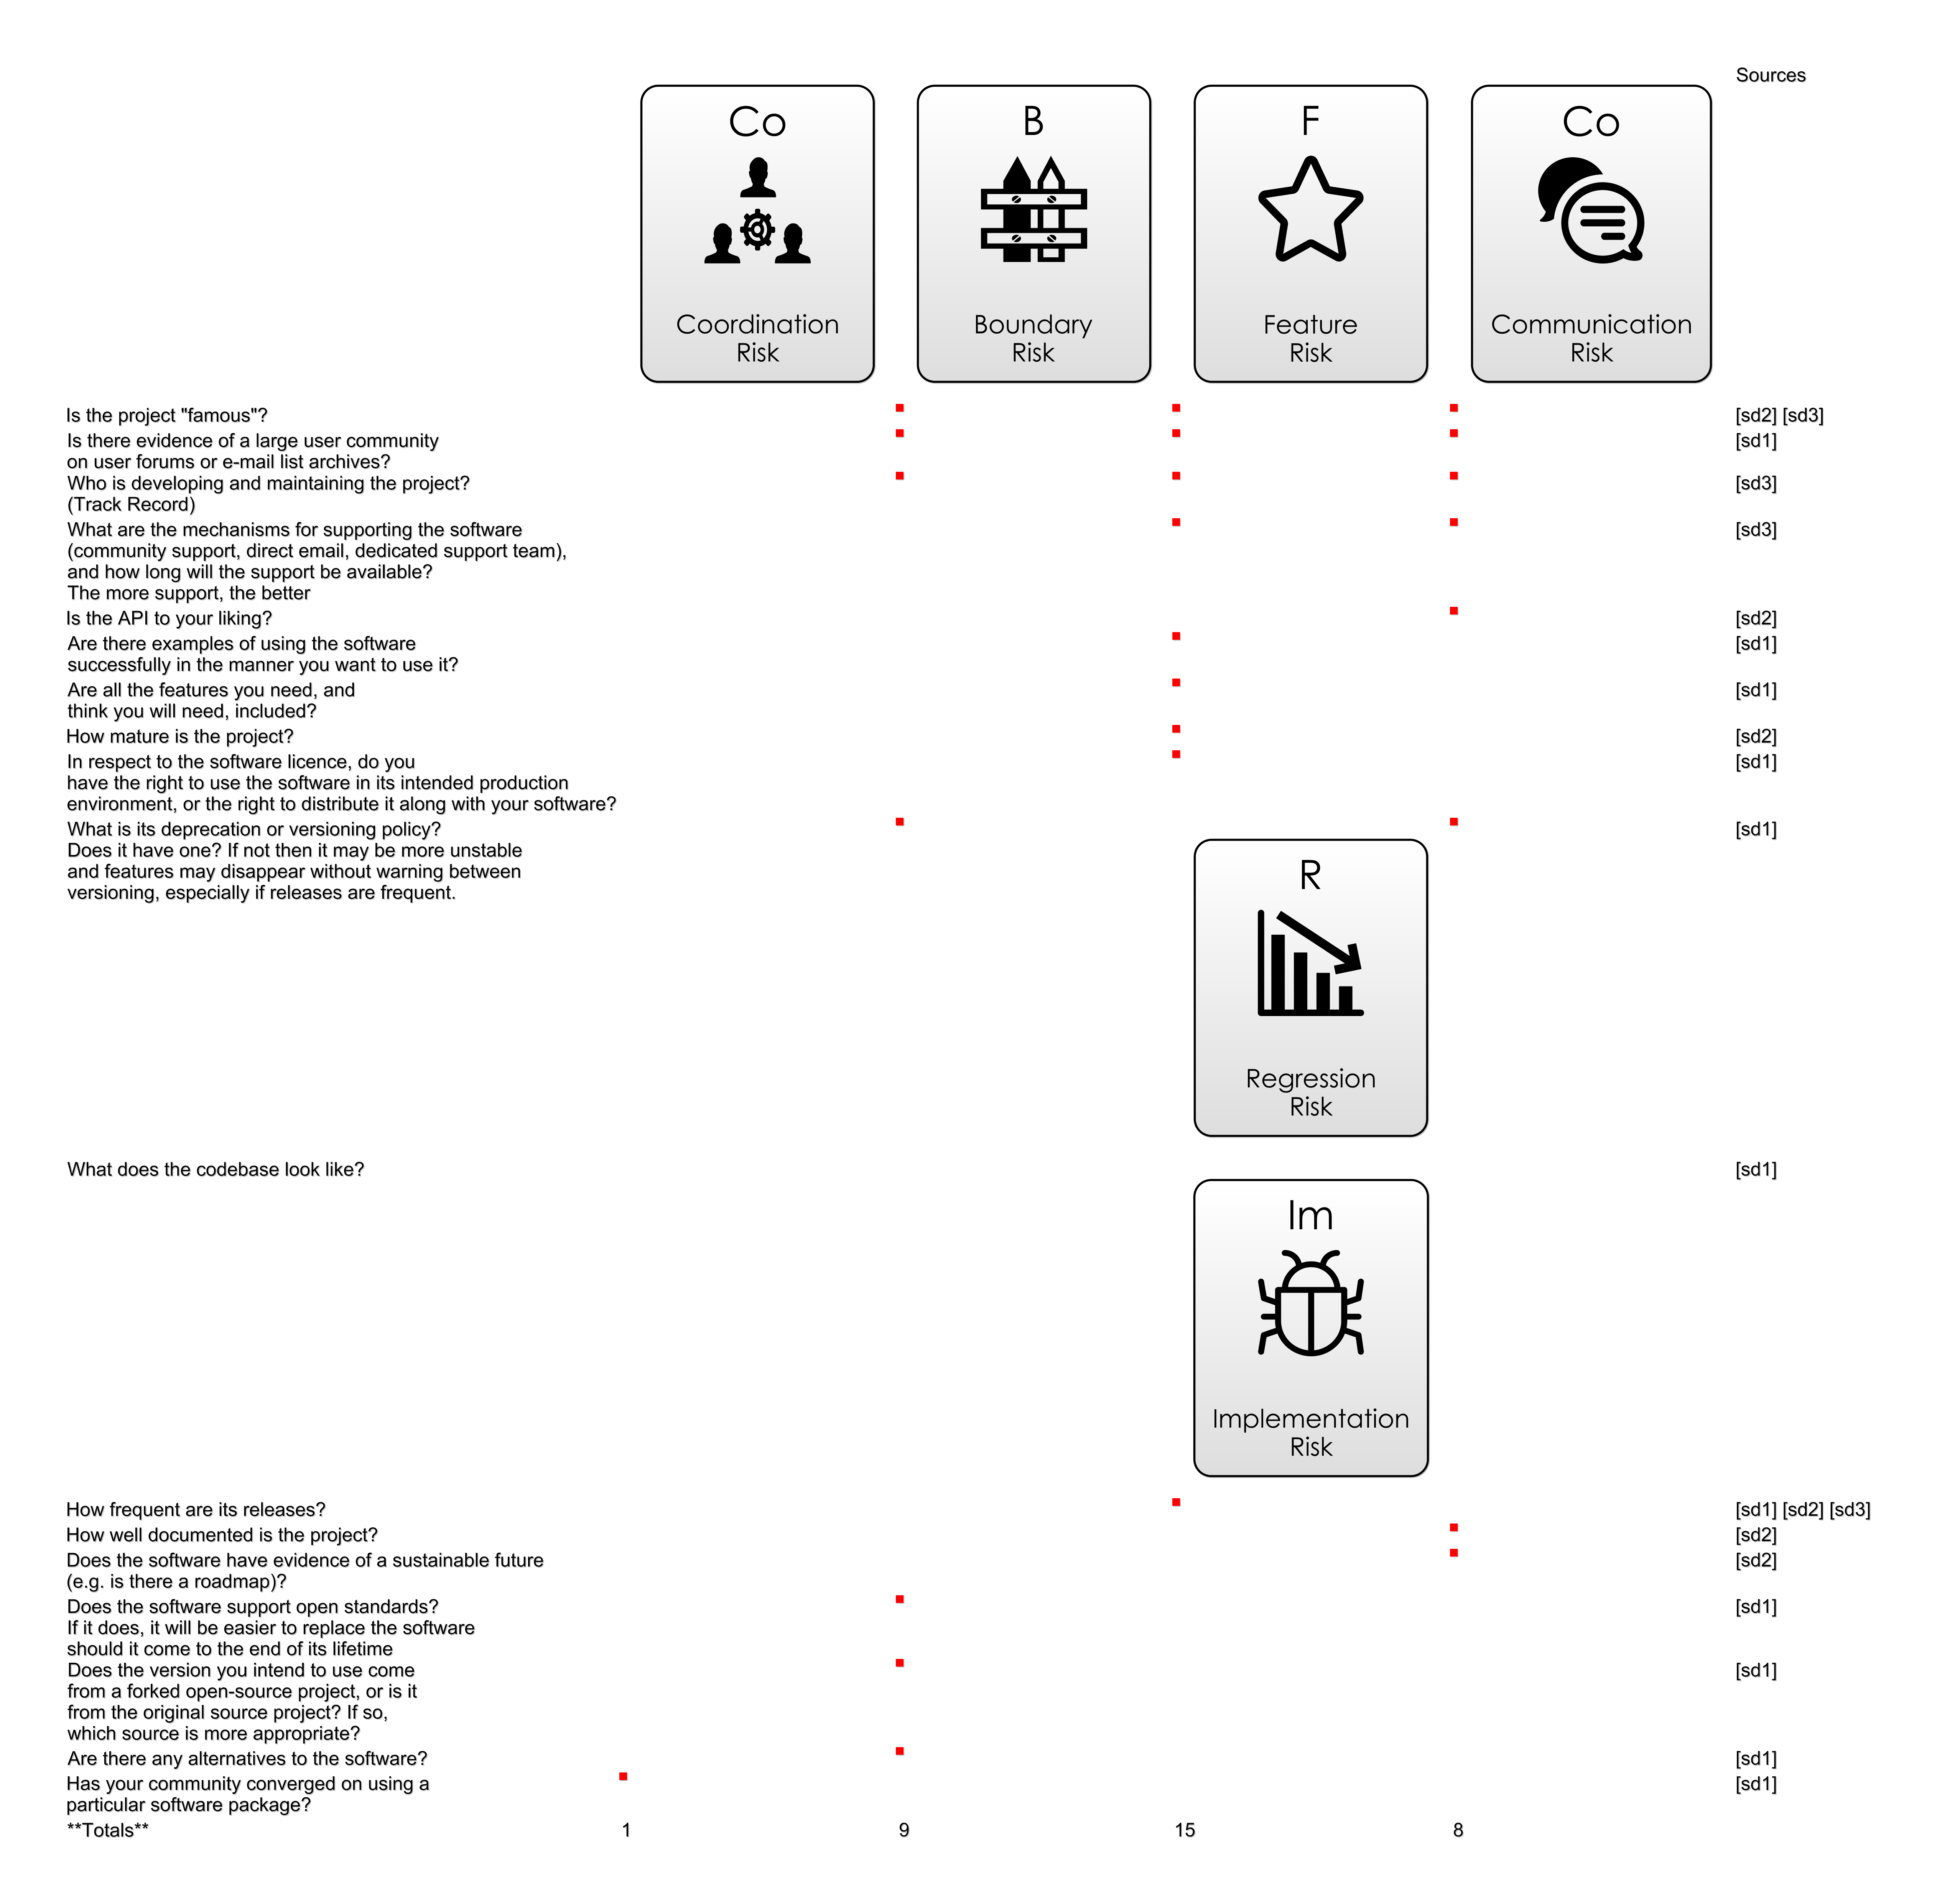 Sources
Co
Coordination
Risk
B
Boundary
Risk
F
Feature
Risk
Co
Communication
Risk
Is the project "famous"?
[sd2] [sd3]
Is there evidence of a large user community
on user forums or e-mail list archives?
[sd1]
Who is developing and maintaining the project?
(Track Record)
[sd3]
What are the mechanisms for supporting the software
(community support, direct email, dedicated support team),
and how long will the support be available?
The more support, the better
[sd3]
Is the API to your liking?
[sd2]
Are there examples of using the software
successfully in the manner you want to use it?
[sd1]
Are all the features you need, and
think you will need, included?
[sd1]
How mature is the project?
[sd2]
In respect to the software licence, do you
have the right to use the software in its intended production
environment, or the right to distribute it along with your software?
[sd1]
What is its deprecation or versioning policy?
Does it have one? If not then it may be more unstable
and features may disappear without warning between
versioning, especially if releases are frequent.
[sd1]
R
Regression
Risk
What does the codebase look like?
[sd1]
Im
Implementation
Risk
How frequent are its releases?
[sd1] [sd2] [sd3]
How well documented is the project?
[sd2]
Does the software have evidence of a sustainable future
(e.g. is there a roadmap)?
[sd2]
Does the software support open standards?
If it does, it will be easier to replace the software
should it come to the end of its lifetime
[sd1]
Does the version you intend to use come
from a forked open-source project, or is it
from the original source project? If so,
which source is more appropriate?
[sd1]
Are there any alternatives to the software?
[sd1]
Has your community converged on using a
particular software package?
[sd1]
**Totals** 1 9 15 8